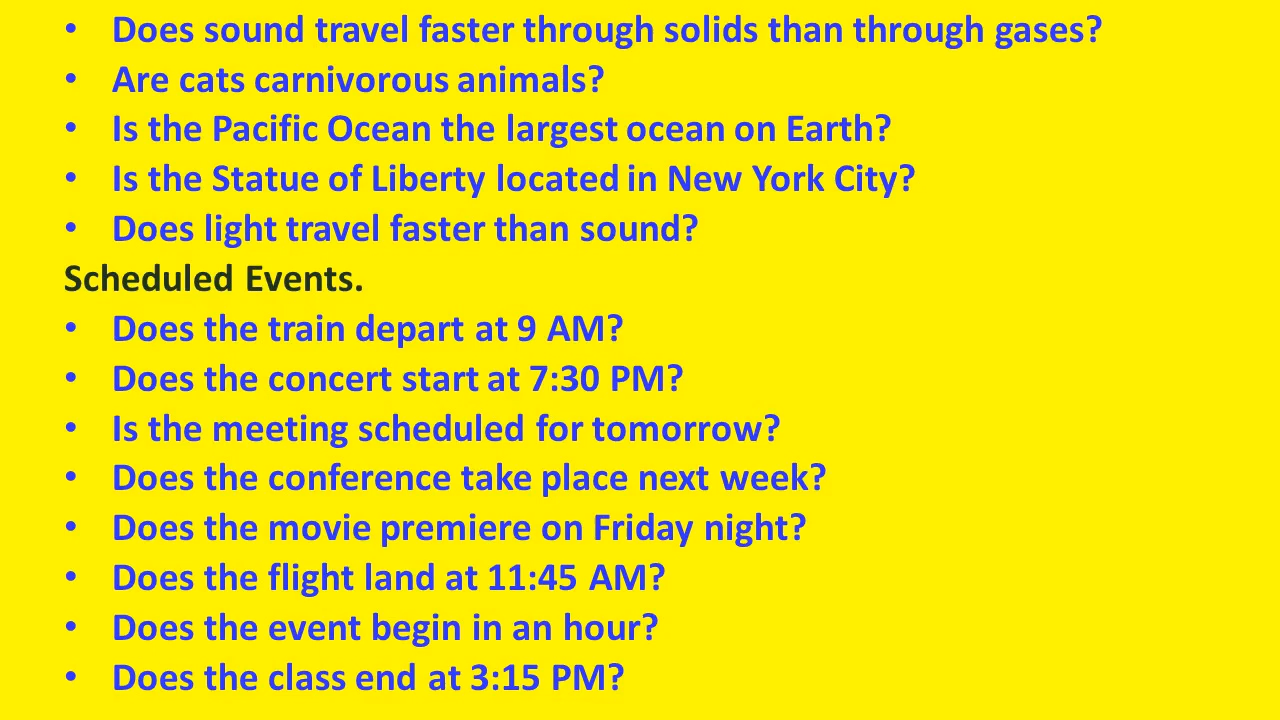 • Does sound travel faster through solids than through gases?
• Are cats carnivorous animals?
• Is the Pacific Ocean the largest ocean on Earth?
• Is the Statue of Liberty located in New York City?
• Does light travel faster than sound?
Scheduled Events.
• Does the train depart at 9 AM?
• Does the concert start at 7:30 PM?
• Is the meeting scheduled for tomorrow?
• Does the conference take place next week?
• Does the movie premiere on Friday night?
• Does the flight land at 11:45 AM?
• Does the event begin in an hour?
• Does the class end at 3:15 PM?